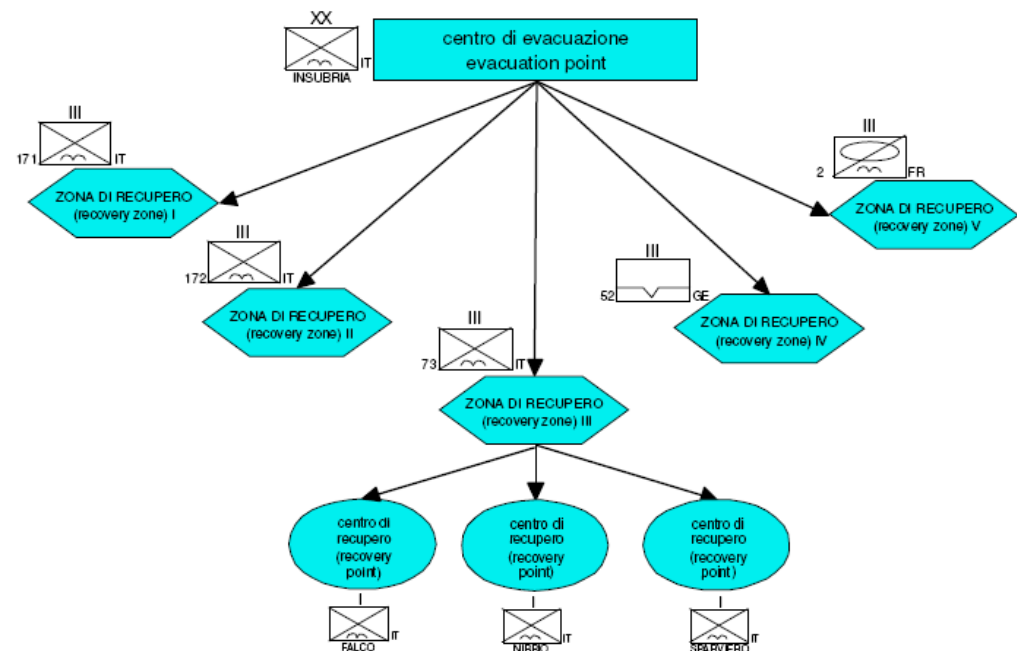 XX
centro di evacuazione
evacuation point
IT
INSUBRIA
III
171
IT
ZONA DI RECUPERO
(recovery zone) I
III
2
FR
ZONA DI RECUPERO
(recovery zone) V
III
172
IT
ZONA DI RECUPERO
(recovery zone) II
III
52
GE
ZONA DI RECUPERO
(recovery zone) IV
III
73
IT
ZONA DI RECUPERO
(recovery zone) III
centro di
recupero
(recovery
point)
I
IT
FALCO
centro di
recupero
(recovery
point)
I
IT
NIBBIO
centro di
recupero
(recovery
point)
I
IT
SPARVIERO